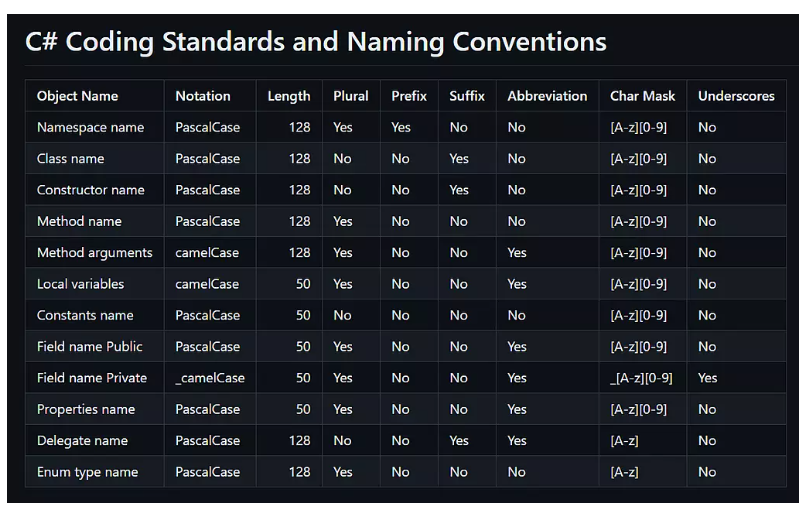 C# Coding Standards and Naming Conventions
Object Name Notation Length Plural Prefix Suffix Abbreviation Char Mask Underscores
Namespace name PascalCase 128 Yes Yes No No [A-z][0-9] No
Class name PascalCase 128 No No Yes No [A-z][0-9] No
Constructor name PascalCase 128 No No Yes No [A-z][0-9] No
Method name PascalCase 128 Yes No No No [A-z][0-9] No
Method arguments camelCase 128 Yes No No Yes [A-z][0-9] No
Local variables camelCase 50 Yes No No Yes [A-z][0-9] No
Constants name PascalCase 50 No No No No [A-z][0-9] No
Field name Public PascalCase 50 Yes No No Yes [A-z][0-9] No
Field name Private _camelCase 50 Yes No No Yes _[A-z][0-9] Yes
Properties name PascalCase 50 Yes No No Yes [A-z][0-9] No
Delegate name PascalCase 128 No No Yes Yes [A-z] No
Enum type name PascalCase 128 Yes No No No [A-z] No